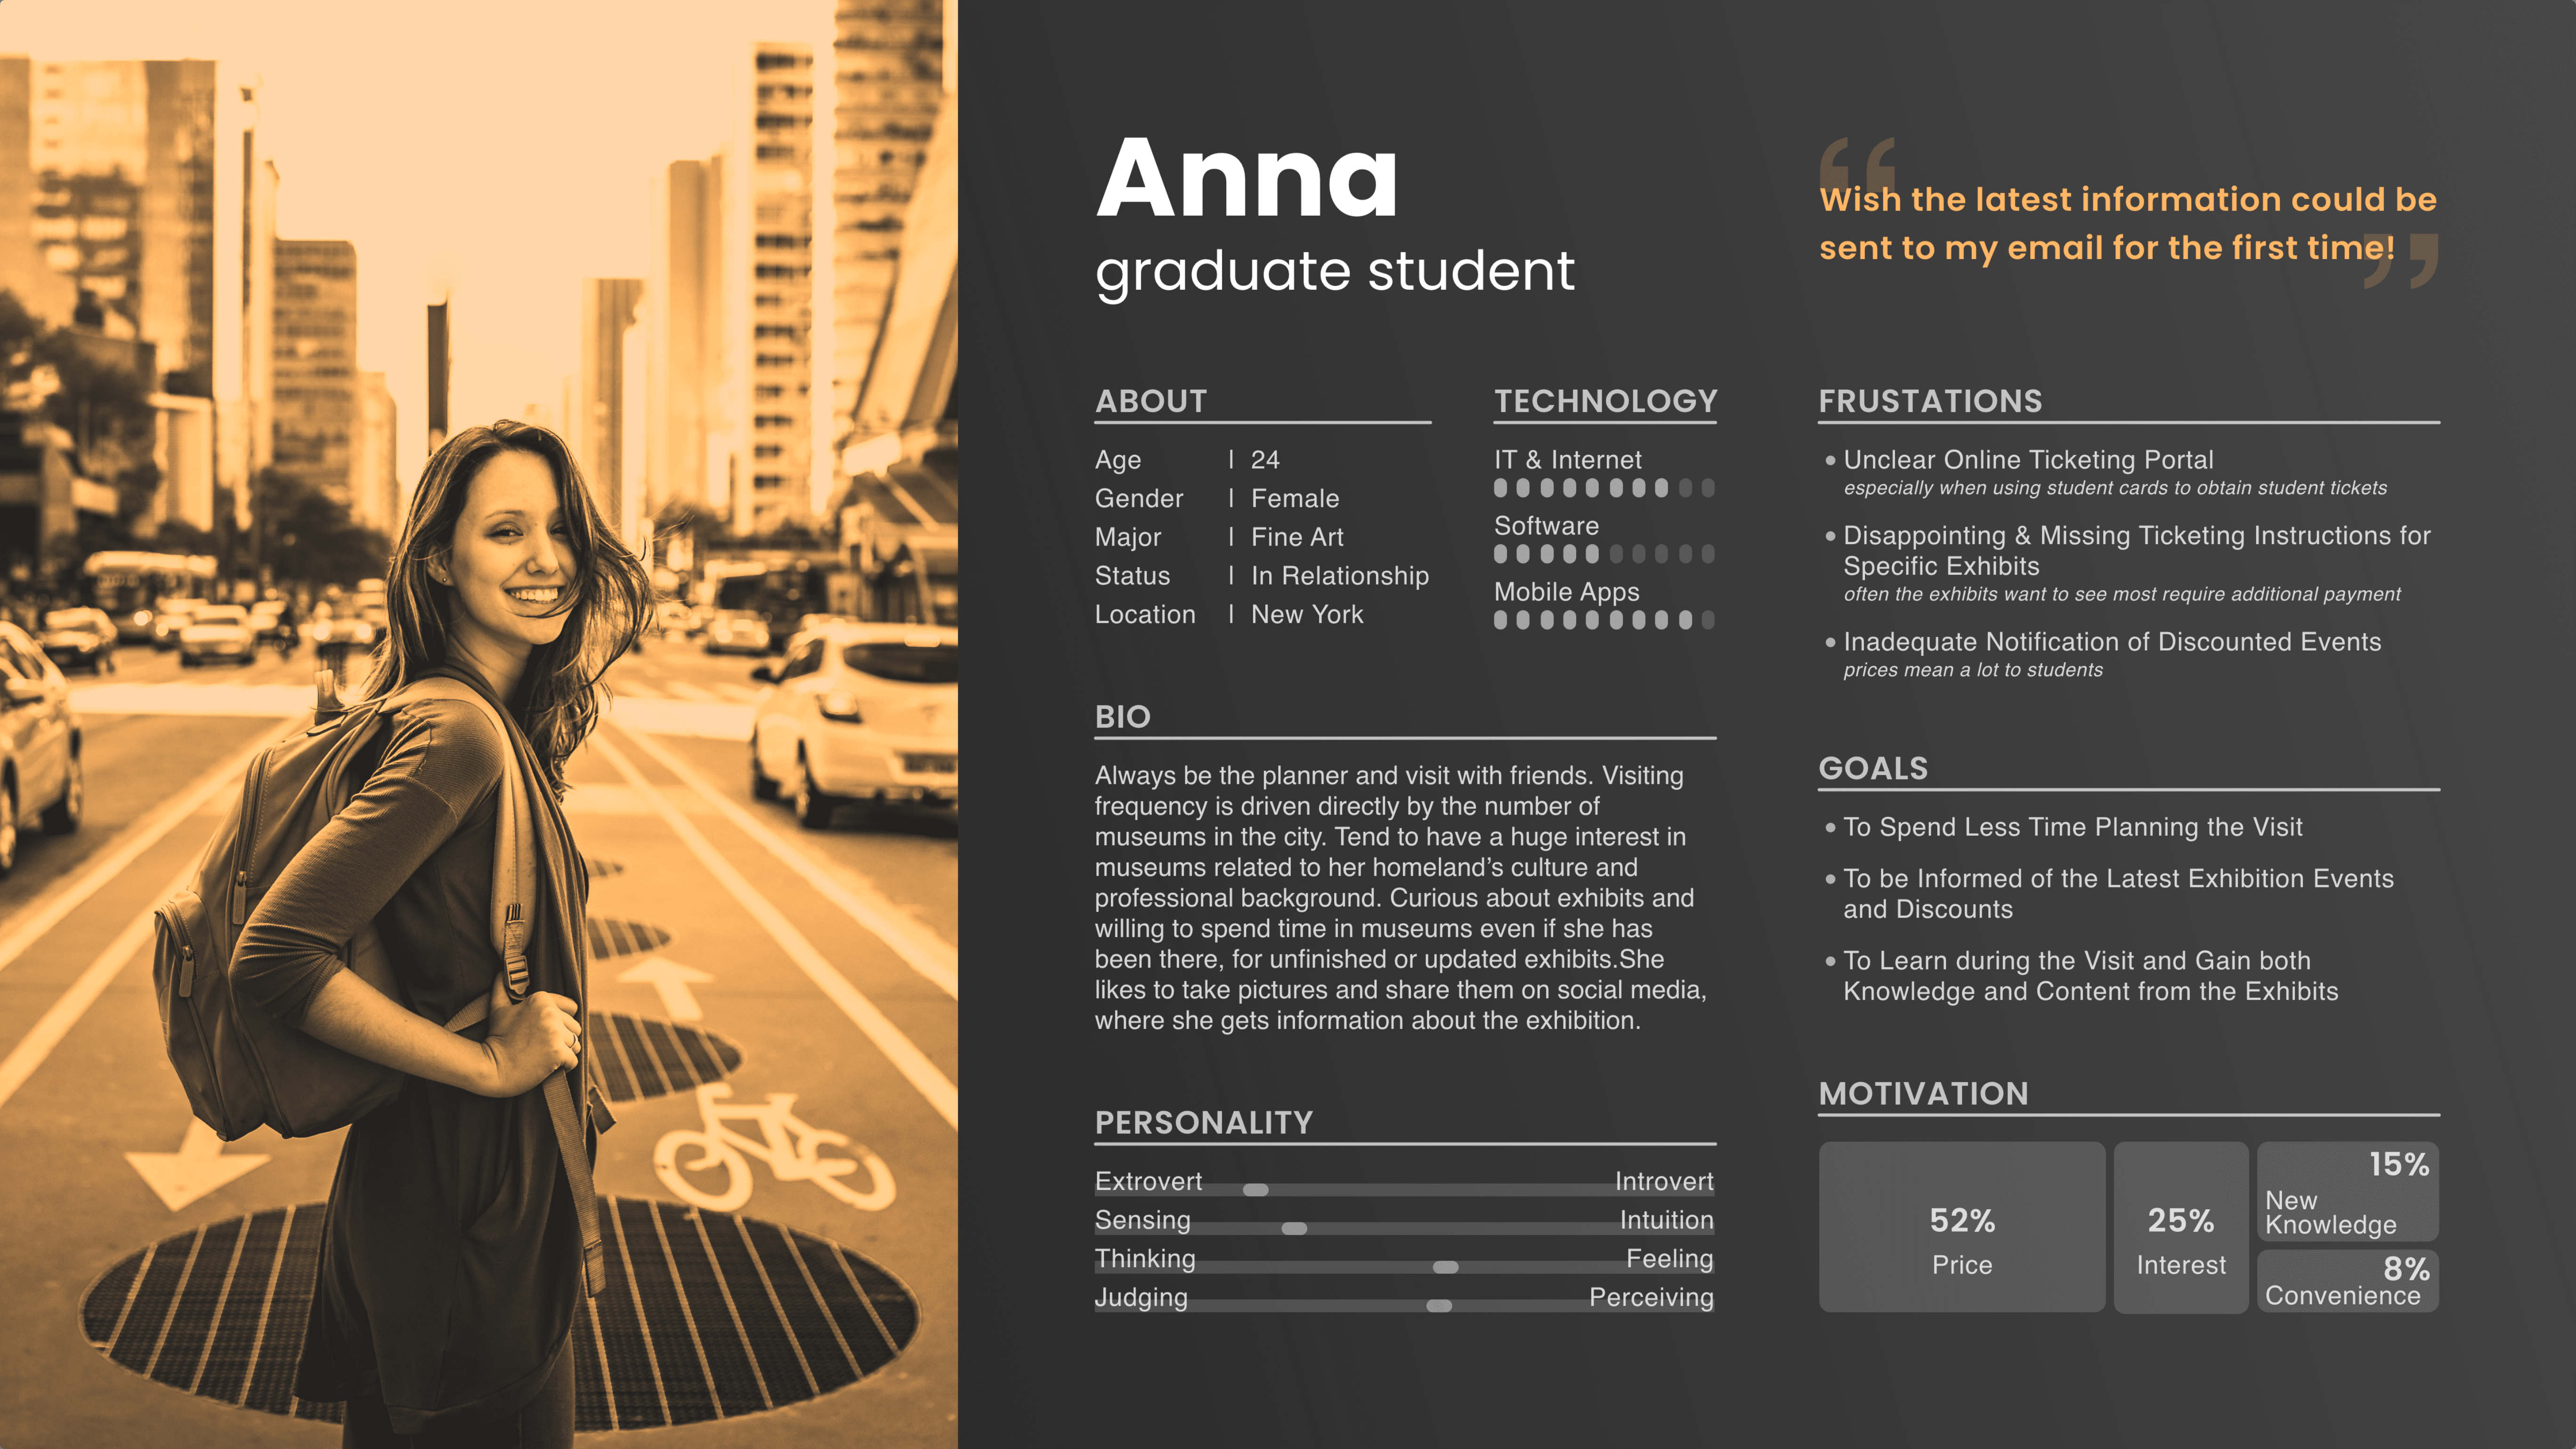 Anna
graduate student
“
Wish the latest information could be
sent to my email for the first time!
”
ABOUT
Age | 24
Gender | Female
Major | Fine Art
Status | In Relationship
Location | New York
TECHNOLOGY
IT & Internet
Software
Mobile Apps
BIO
Always be the planner and visit with friends. Visiting
frequency is driven directly by the number of
museums in the city. Tend to have a huge interest in
museums related to her homeland’s culture and
professional background. Curious about exhibits and
willing to spend time in museums even if she has
been there, for unfinished or updated exhibits.She
likes to take pictures and share them on social media,
where she gets information about the exhibition.
PERSONALITY
Extrovert Introvert
Sensing Intuition
Thinking Feeling
Judging Perceiving
FRUSTATIONS
• Unclear Online Ticketing Portal
especially when using student cards to obtain student tickets
• Disappointing & Missing Ticketing Instructions for
Specific Exhibits
often the exhibits want to see most require additional payment
• Inadequate Notification of Discounted Events
prices mean a lot to students
GOALS
• To Spend Less Time Planning the Visit
• To be Informed of the Latest Exhibition Events
and Discounts
• To Learn during the Visit and Gain both
Knowledge and Content from the Exhibits
MOTIVATION
52%
Price
25%
Interest
15%
New
Knowledge
8%
Convenience